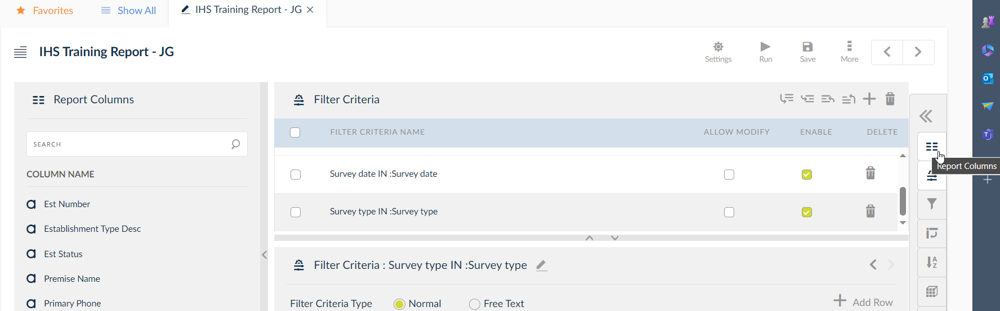 Favorites
Show All
IHS Training Report - JG
IHS Training Report - JG
Settings
Run
Save
More
Report Columns
SEARCH
COLUMN NAME
Est Number
Establishment Type Desc
Est Status
Premise Name
Primary Phone
Filter Criteria
FILTER CRITERIA NAME ALLOW MODIFY ENABLE DELETE
Survey date IN :Survey date
Survey type IN :Survey type
Filter Criteria : Survey type IN :Survey type
Filter Criteria Type Normal Free Text Add Row
Report Columns